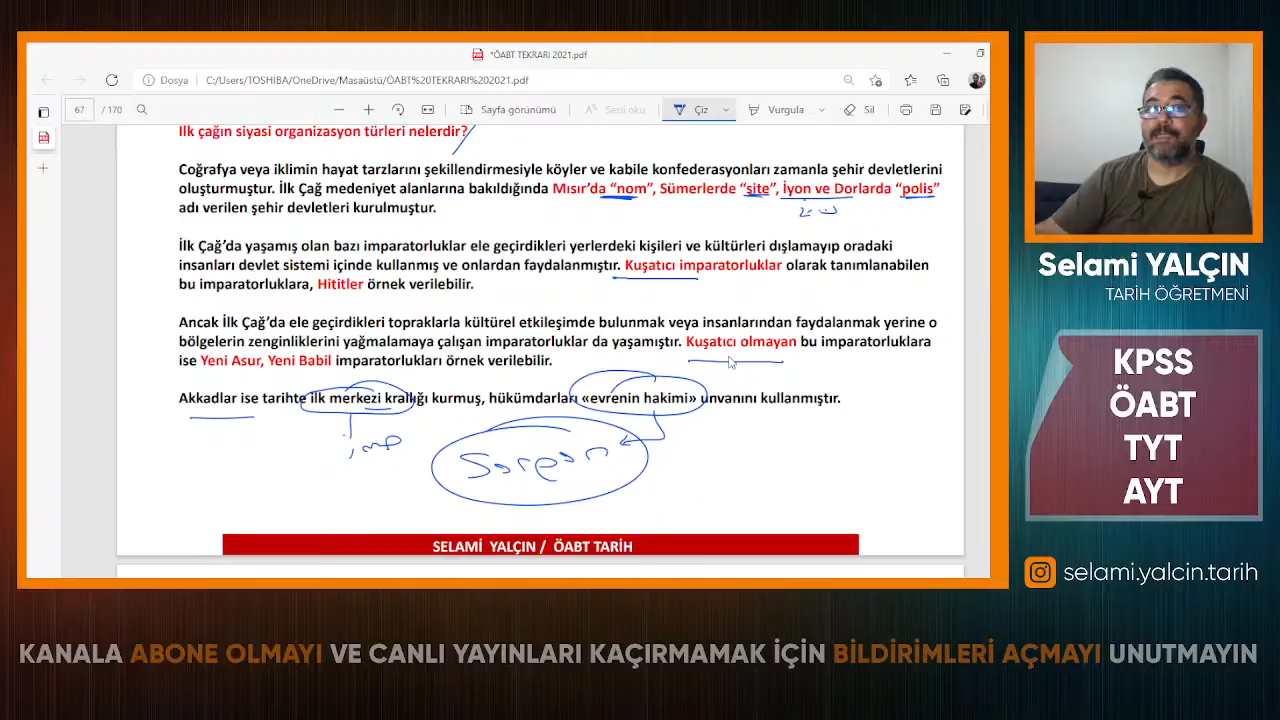 *ÖABT TEKRARI 2021.pdf
Dosya C:/Users/TOSHIBA/OneDrive/Masaüstü/ÖABT%20TEKRARI%202021.pdf
67 / 170 Sayfa görünümü Sesli oku Çiz Vurgula Sil
İlk çağın siyasi organizasyon türleri nelerdir?
Coğrafya veya iklimin hayat tarzlarını şekillendirmesiyle köyler ve kabile konfederasyonları zamanla şehir devletlerini
oluşturmuştur. İlk Çağ medeniyet alanlarına bakıldığında Mısır’da “nom”, Sümerlerde “site”, İyon ve Dorlarda “polis”
adı verilen şehir devletleri kurulmuştur.
İlk Çağ’da yaşamış olan bazı imparatorluklar ele geçirdikleri yerlerdeki kişileri ve kültürleri dışlamayıp oradaki
insanları devlet sistemi içinde kullanmış ve onlardan faydalanmıştır. Kuşatıcı imparatorluklar olarak tanımlanabilen
bu imparatorluklara, Hititler örnek verilebilir.
Ancak İlk Çağ’da ele geçirdikleri topraklarla kültürel etkileşimde bulunmak veya insanlarından faydalanmak yerine o
bölgelerin zenginliklerini yağmalamaya çalışan imparatorluklar da yaşamıştır. Kuşatıcı olmayan bu imparatorluklara
ise Yeni Asur, Yeni Babil imparatorlukları örnek verilebilir.
Akkadlar ise tarihte ilk merkezi krallığı kurmuş, hükümdarları «evrenin hakimi» unvanını kullanmıştır.
imp
Sargon
SELAMİ YALÇIN / ÖABT TARİH
Selami YALÇIN
TARİH ÖĞRETMENİ
KPSS
ÖABT
TYT
AYT
selami.yalcin.tarih
KANALA ABONE OLMAYI VE CANLI YAYINLARI KAÇIRMAMAK İÇİN BİLDİRİMLERİ AÇMAYI UNUTMAYIN